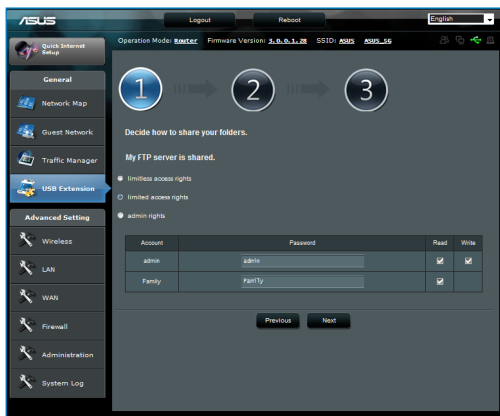 ASUS
Logout Reboot English
Quick Internet Setup
Operation Mode: Router Firmware Version: 3.0.0.1.28 SSID: ASUS ASUS_5G
General
Network Map
Guest Network
Traffic Manager
USB Extension
Advanced Setting
Wireless
LAN
WAN
Firewall
Administration
System Log
1 2 3
Decide how to share your folders.
My FTP server is shared.
limitless access rights
limited access rights
admin rights
Account Password Read Write
admin admin
Family Family
Previous Next